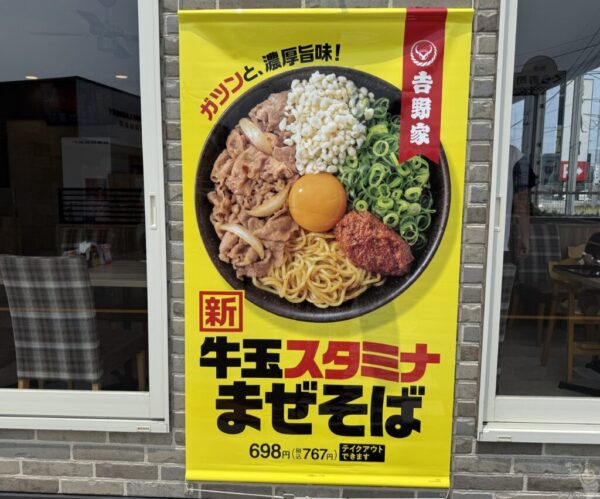 吉野家
ガツンと、濃厚旨味！
新
牛玉スタミナ
まぜそば
698円（税込767円） テイクアウト
できます